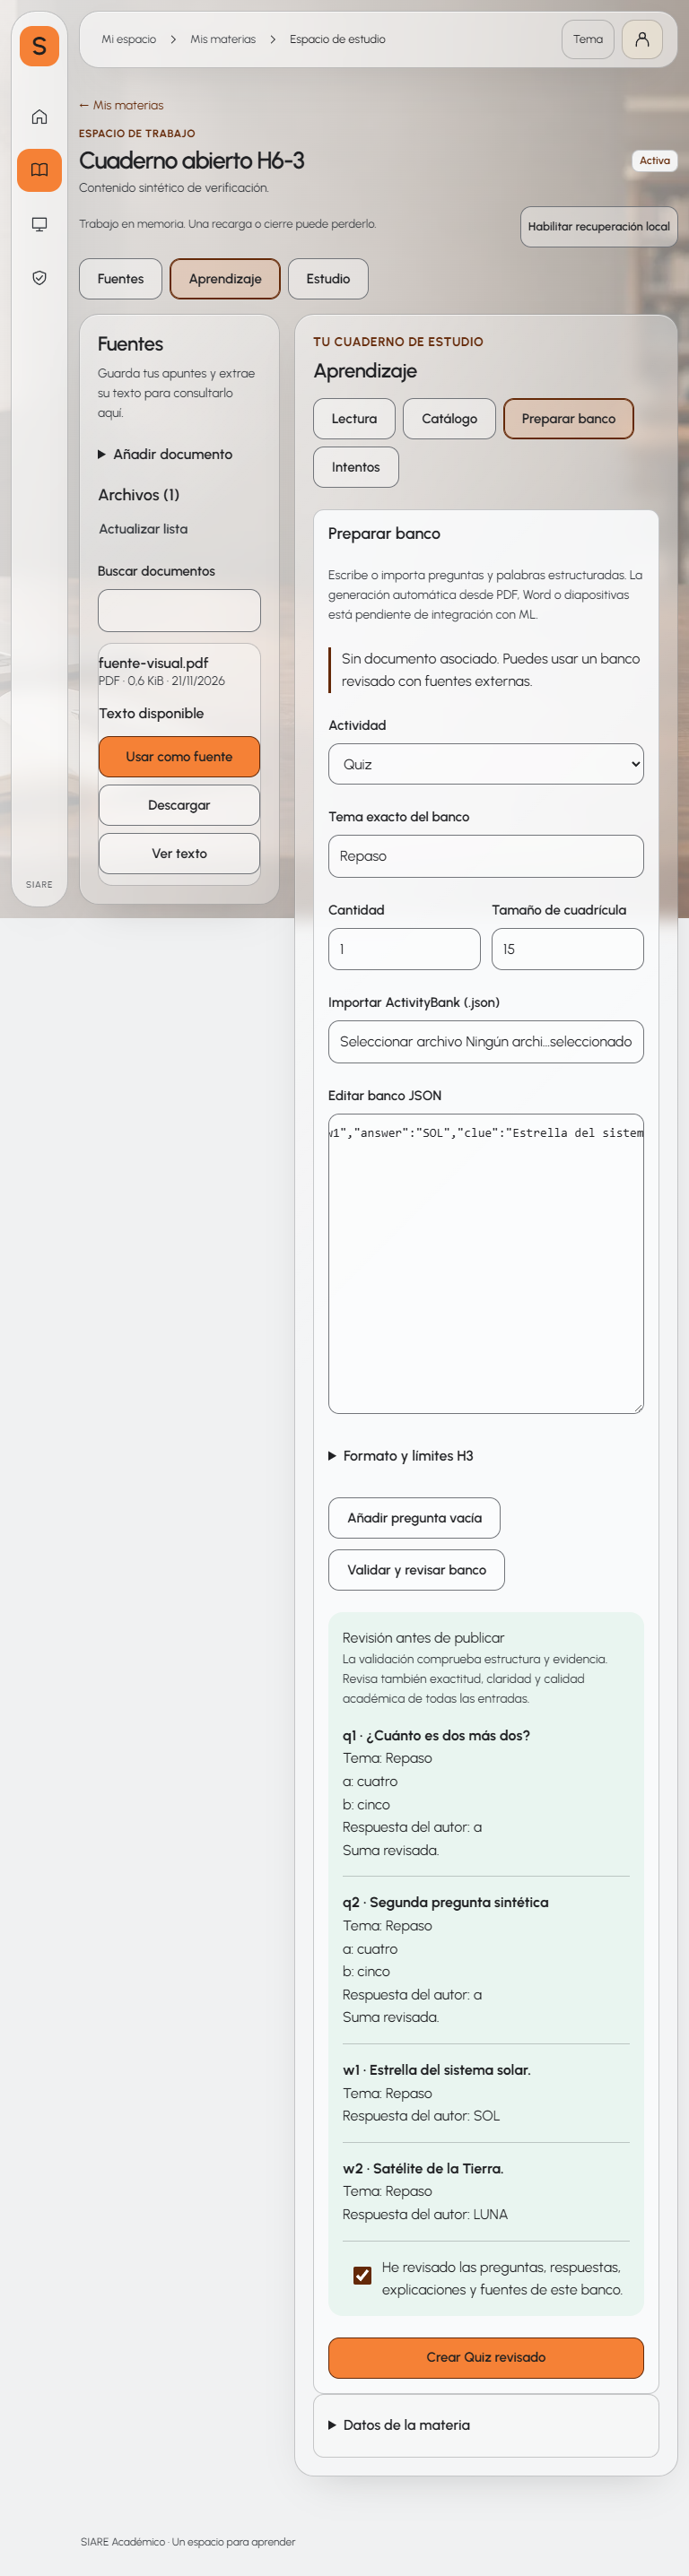 S
Mi espacio > Mis materias > Espacio de estudio
Tema
← Mis materias
ESPACIO DE TRABAJO
Cuaderno abierto H6-3
Activa
Contenido sintético de verificación.
Trabajo en memoria. Una recarga o cierre puede perderlo.
Habilitar recuperación local
Fuentes
Aprendizaje
Estudio
Fuentes
Guarda tus apuntes y extrae
su texto para consultarlo
aquí.
▶ Añadir documento
Archivos (1)
Actualizar lista
Buscar documentos
fuente-visual.pdf
PDF · 0,6 KiB · 21/11/2026
Texto disponible
Usar como fuente
Descargar
Ver texto
SIARE
TU CUADERNO DE ESTUDIO
Aprendizaje
Lectura
Catálogo
Preparar banco
Intentos
Preparar banco
Escribe o importa preguntas y palabras estructuradas. La
generación automática desde PDF, Word o diapositivas
está pendiente de integración con ML.
Sin documento asociado. Puedes usar un banco
revisado con fuentes externas.
Actividad
Quiz
Tema exacto del banco
Repaso
Cantidad
Tamaño de cuadrícula
1
15
Importar ActivityBank (.json)
Seleccionar archivo Ningún archi...seleccionado
Editar banco JSON
w1","answer":"SOL","clue":"Estrella del sistem
▶ Formato y límites H3
Añadir pregunta vacía
Validar y revisar banco
Revisión antes de publicar
La validación comprueba estructura y evidencia.
Revisa también exactitud, claridad y calidad
académica de todas las entradas.
q1 · ¿Cuánto es dos más dos?
Tema: Repaso
a: cuatro
b: cinco
Respuesta del autor: a
Suma revisada.
q2 · Segunda pregunta sintética
Tema: Repaso
a: cuatro
b: cinco
Respuesta del autor: a
Suma revisada.
w1 · Estrella del sistema solar.
Tema: Repaso
Respuesta del autor: SOL
w2 · Satélite de la Tierra.
Tema: Repaso
Respuesta del autor: LUNA
He revisado las preguntas, respuestas,
explicaciones y fuentes de este banco.
Crear Quiz revisado
▶ Datos de la materia
SIARE Académico · Un espacio para aprender